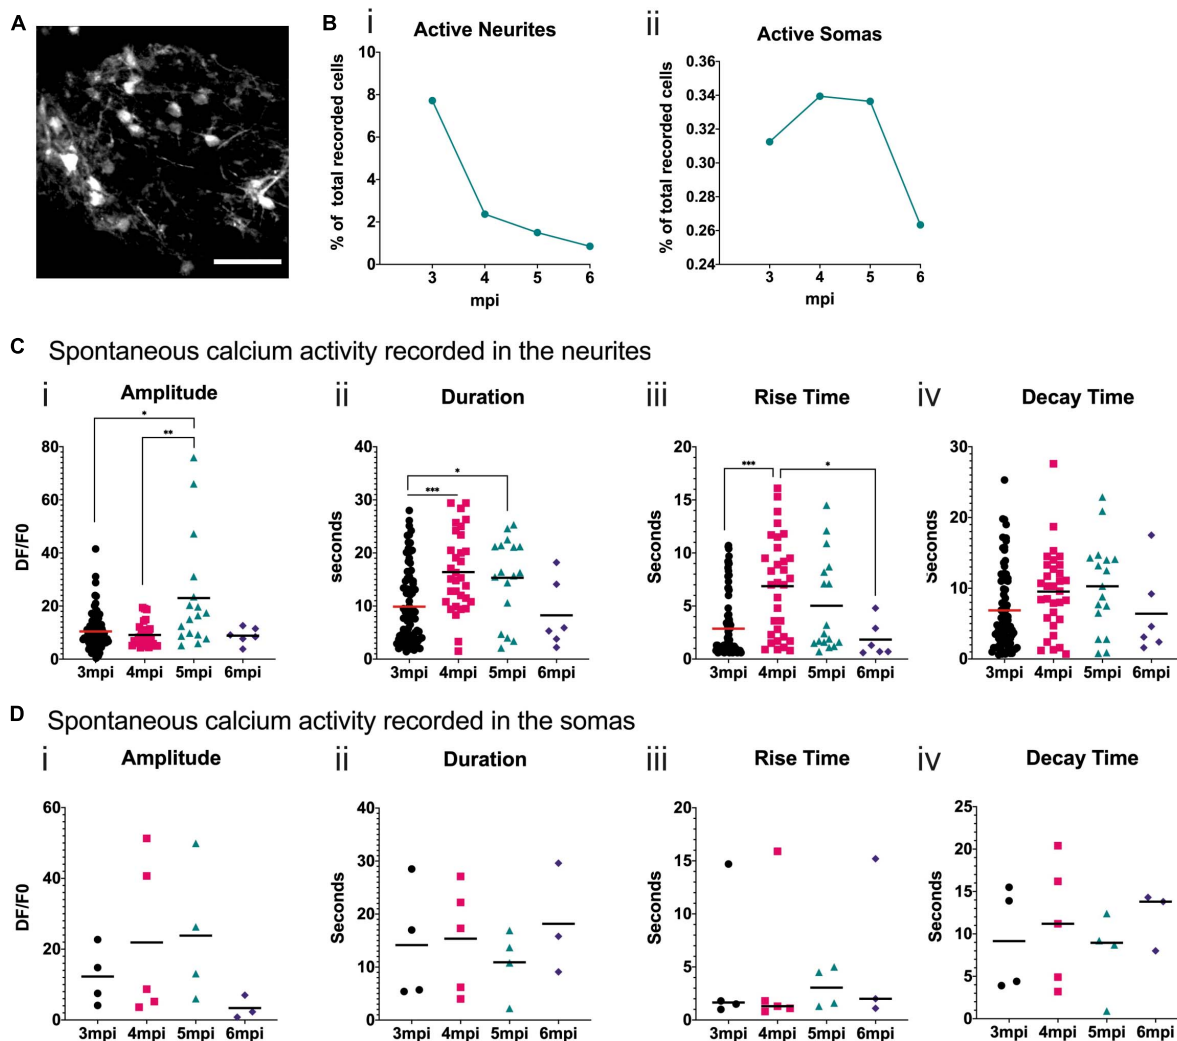 A
B
i
Active Neurites
% of total recorded cells
10
8
6
4
2
0
3 4 5 6
mpi
ii
Active Somas
% of total recorded cells
0.36
0.34
0.32
0.30
0.28
0.26
0.24
3 4 5 6
mpi
C Spontaneous calcium activity recorded in the neurites
i
Amplitude
DF/F0
80
60
40
20
0
*
**
3mpi 4mpi 5mpi 6mpi
ii
Duration
seconds
40
30
20
10
0
*
***
3mpi 4mpi 5mpi 6mpi
iii
Rise Time
Seconds
20
15
10
5
0
***
*
3mpi 4mpi 5mpi 6mpi
iv
Decay Time
Seconds
30
20
10
0
3mpi 4mpi 5mpi 6mpi
D Spontaneous calcium activity recorded in the somas
i
Amplitude
DF/F0
60
40
20
0
3mpi 4mpi 5mpi 6mpi
ii
Duration
Seconds
40
30
20
10
0
3mpi 4mpi 5mpi 6mpi
iii
Rise Time
Seconds
20
15
10
5
0
3mpi 4mpi 5mpi 6mpi
iv
Decay Time
Seconds
25
20
15
10
5
0
3mpi 4mpi 5mpi 6mpi